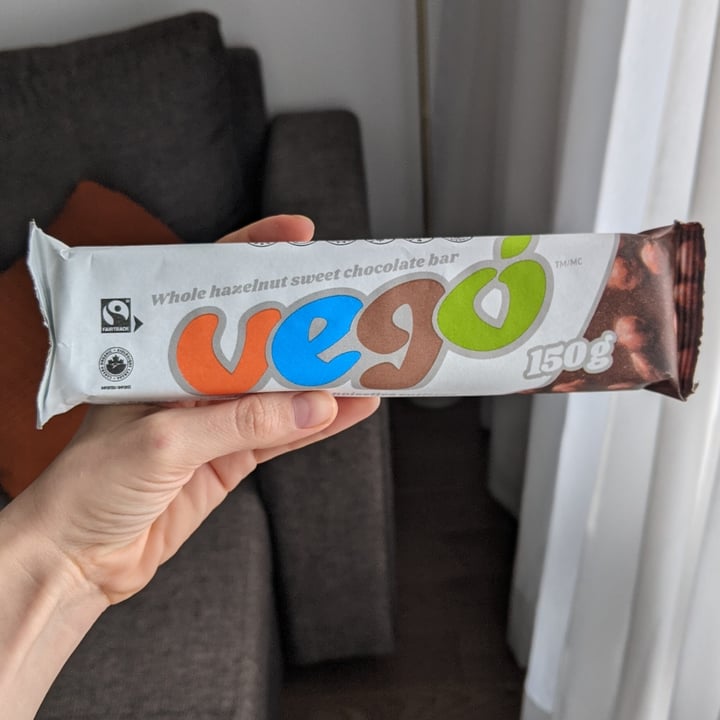 Whole hazelnut sweet chocolate bar
vego
TM/MC
150g
FAIRTRADE